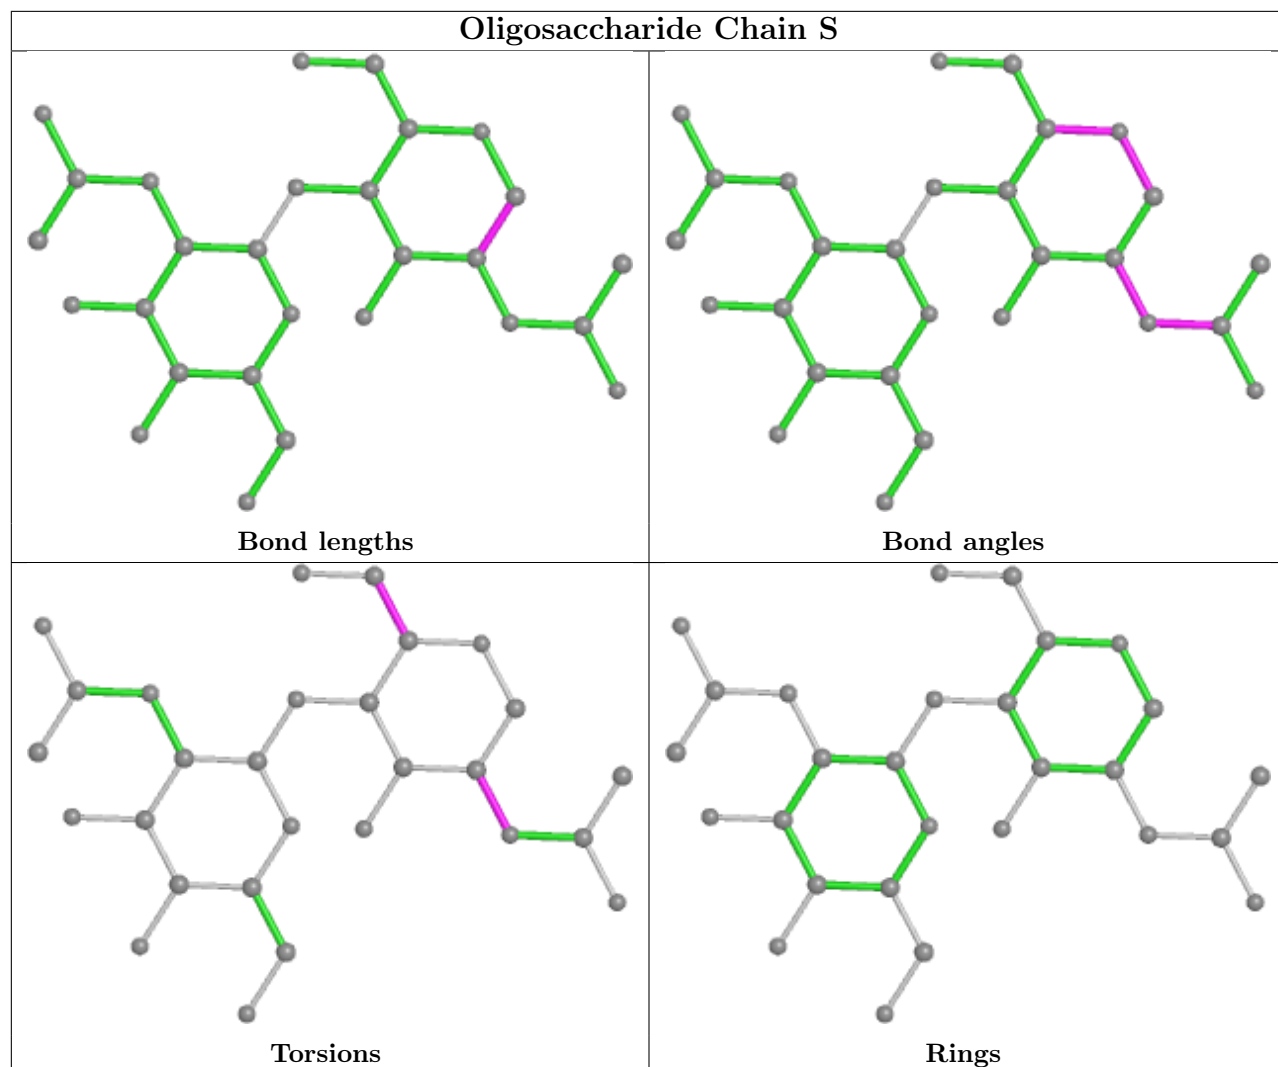 Oligosaccharide Chain S
Bond lengths
Bond angles
Torsions
Rings